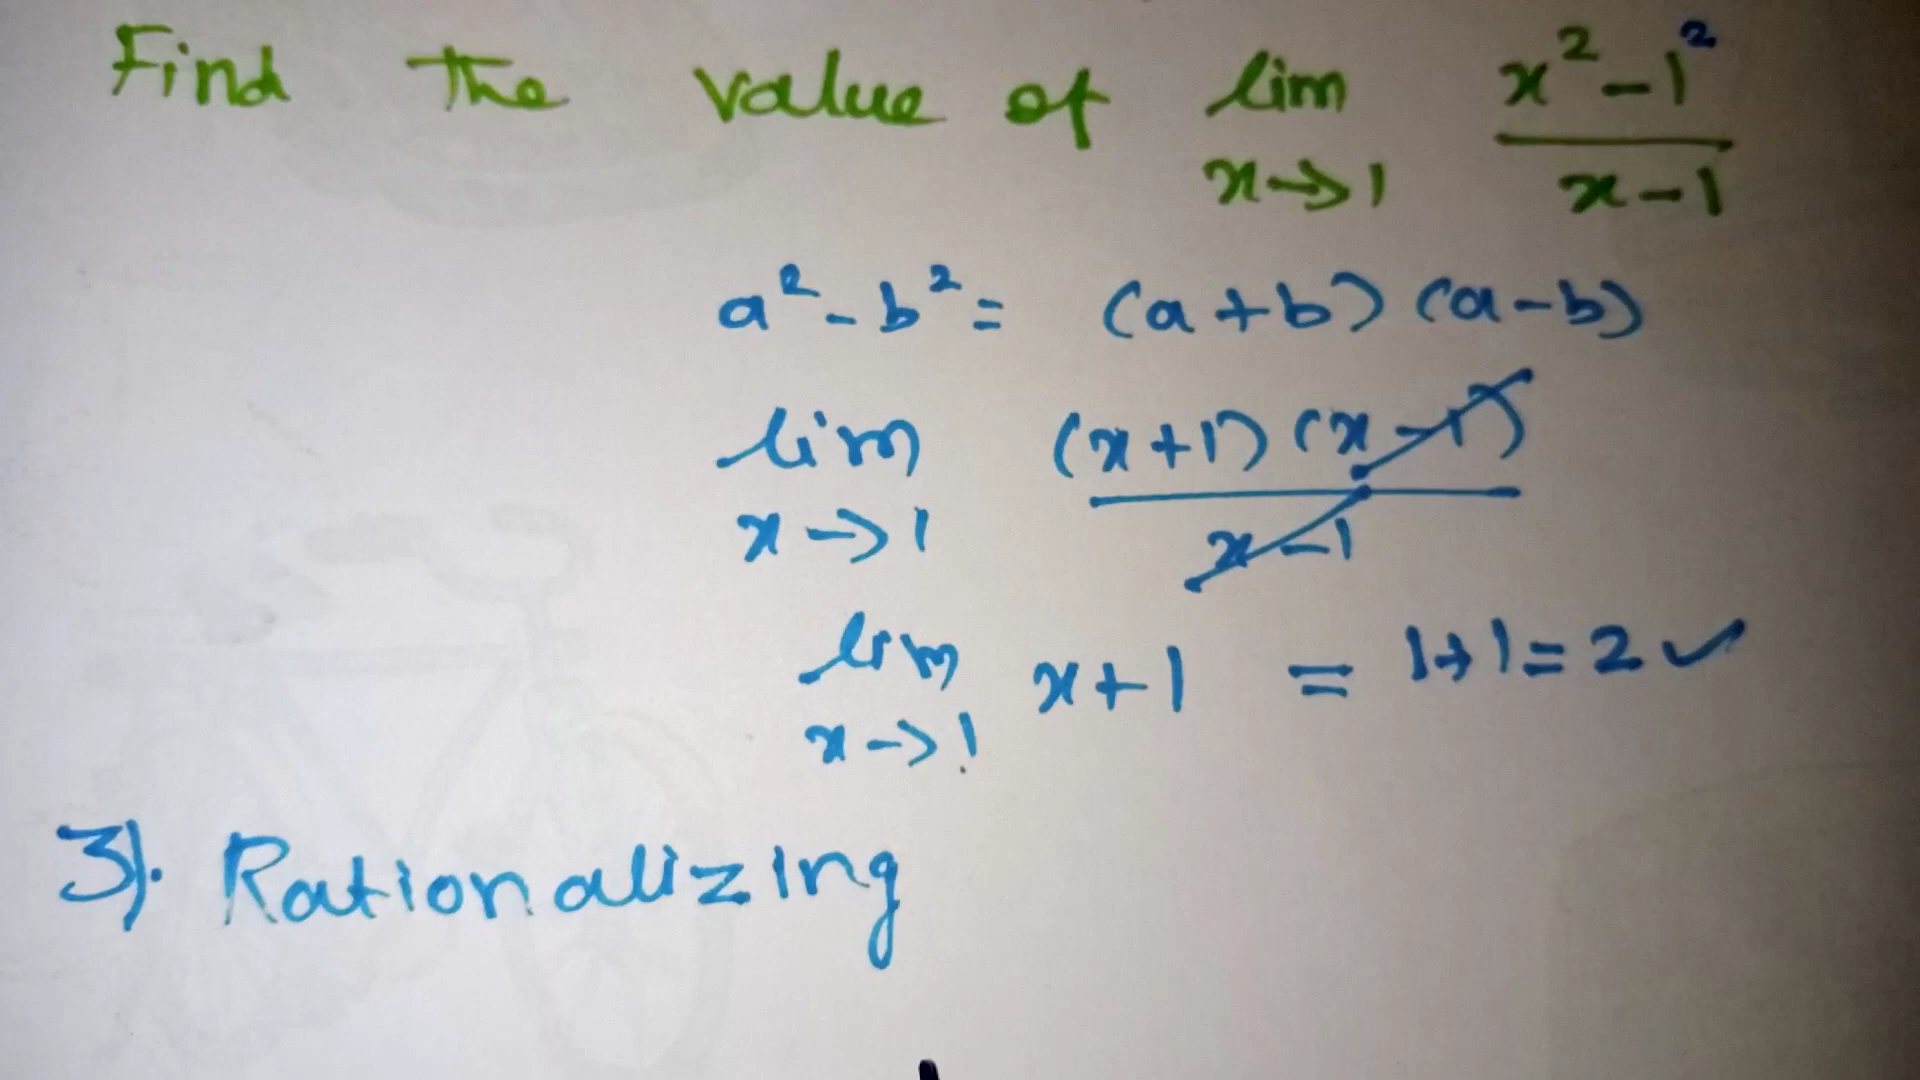 Find the value of lim x² - 1²
x→1 x-1
a² - b² = (a+b) (a-b)
lim (x+1) (x-1)
x→1 x-1
lim x+1 = 1+1=2✓
x→1
3). Rationalizing